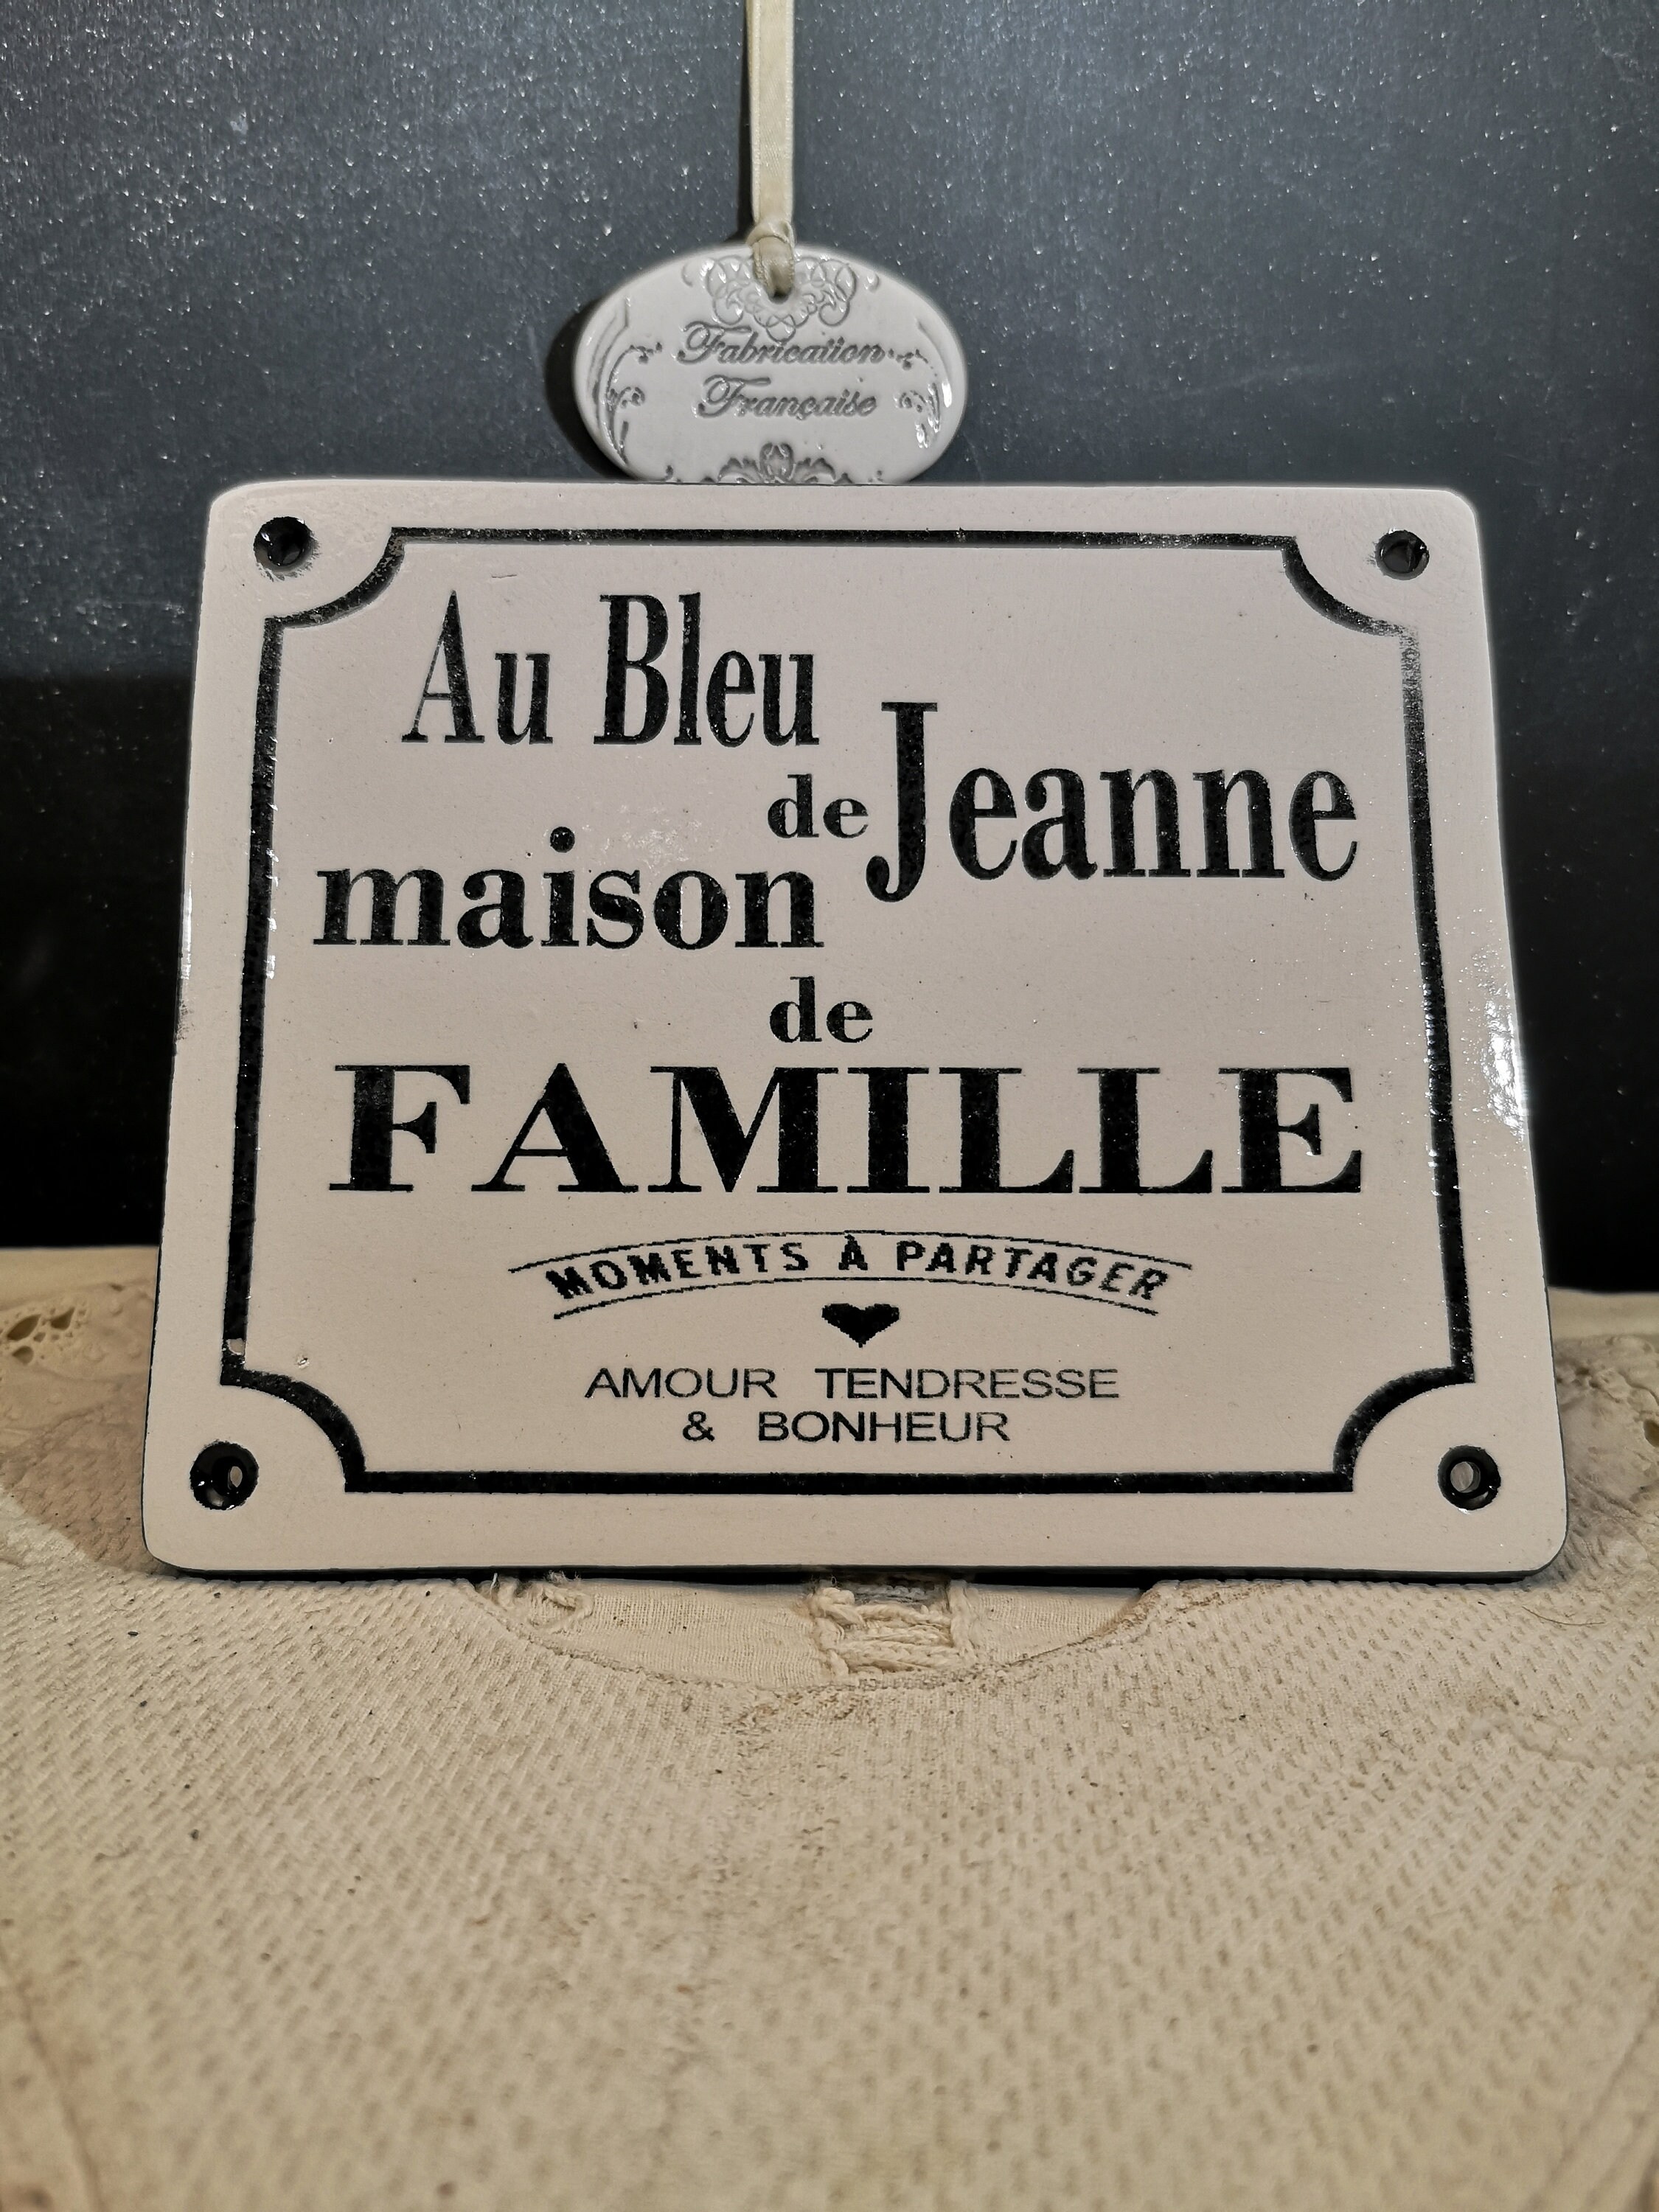 Fabrication
Française
Au Bleu
de Jeanne
maison
de
FAMILLE
MOMENTS À PARTAGER
AMOUR TENDRESSE
& BONHEUR